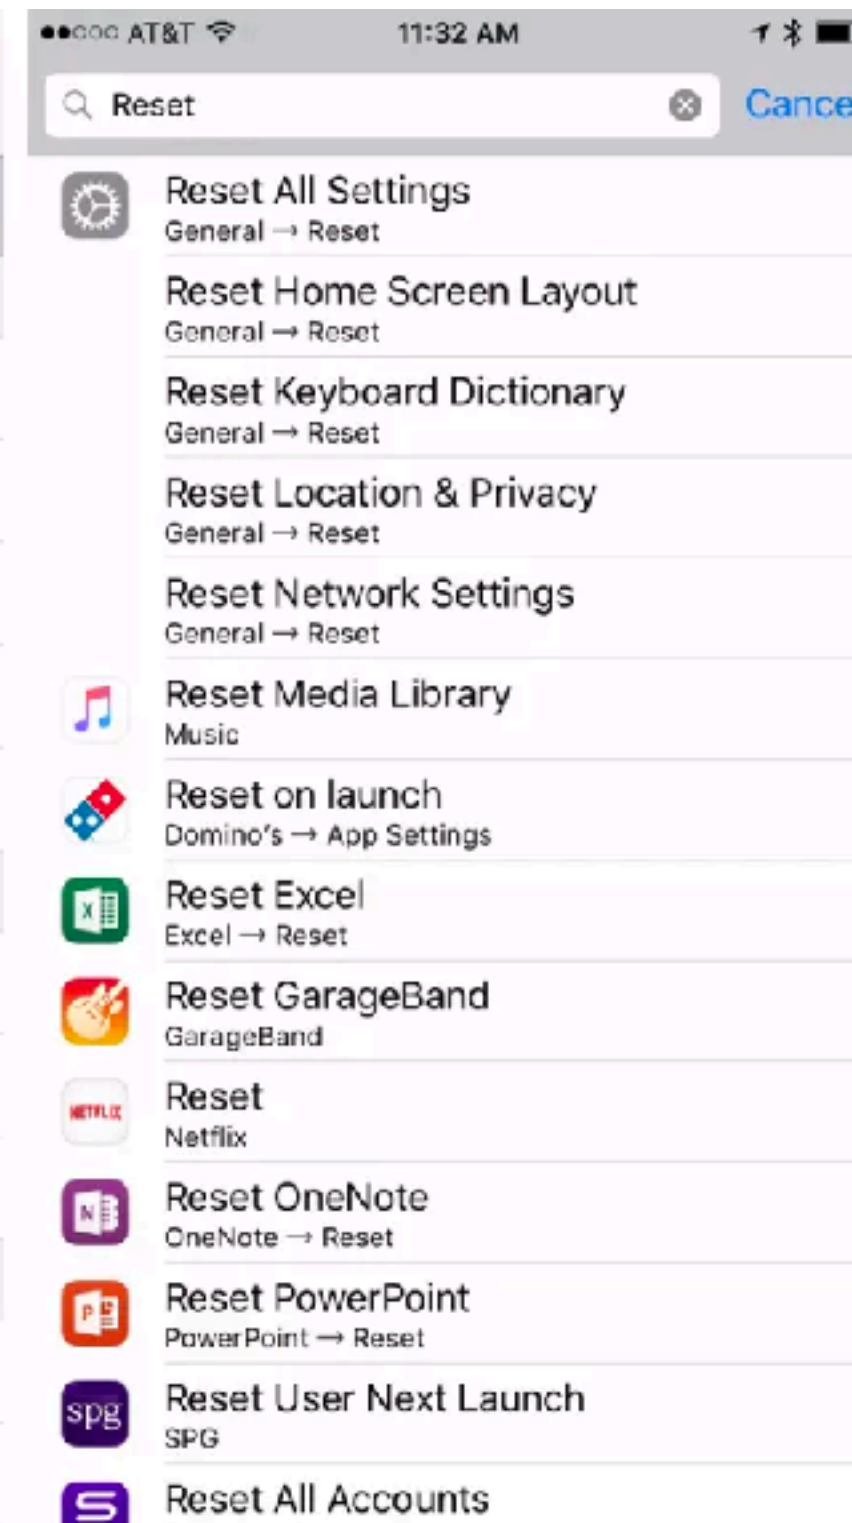 AT&T 11:32 AM
Reset Cance
Reset All Settings
General → Reset
Reset Home Screen Layout
General → Reset
Reset Keyboard Dictionary
General → Reset
Reset Location & Privacy
General → Reset
Reset Network Settings
General → Reset
Reset Media Library
Music
Reset on launch
Domino's → App Settings
X
Reset Excel
Excel → Reset
Reset GarageBand
GarageBand
NETFLIX
Reset
Netflix
N
Reset OneNote
OneNote → Reset
P
Reset PowerPoint
PowerPoint → Reset
spg
Reset User Next Launch
SPG
S
Reset All Accounts